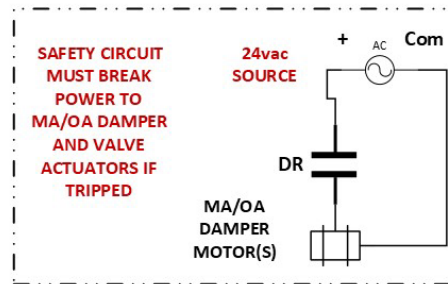 SAFETY CIRCUIT
MUST BREAK
POWER TO
MA/OA DAMPER
AND VALVE
ACTUATORS IF
TRIPPED
24vac
SOURCE
+
AC
Com
DR
MA/OA
DAMPER
MOTOR(S)